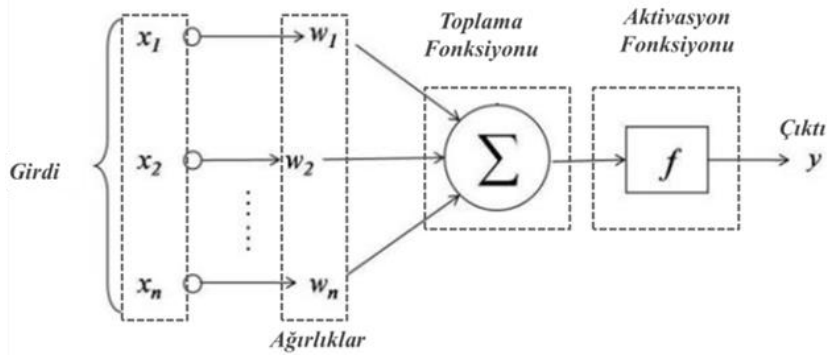 Toplama
Fonksiyonu
Aktivasyon
Fonksiyonu
x1
w1
Girdi
x2
w2
Σ
f
Çıktı
y
xn
wn
Ağırlıklar